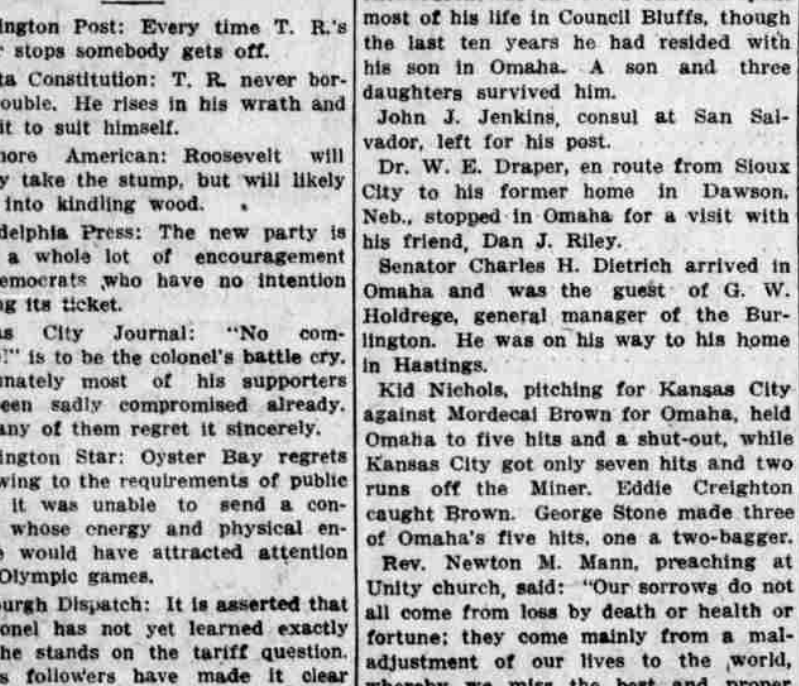 ington Post: Every time T. R.'s
stops somebody gets off.
ta Constitution: T. R. never bor-
ouble. He rises in his wrath and
it to suit himself.
more American: Roosevelt will
y take the stump, but will likely
into kindling wood.
delphia Press: The new party is
a whole lot of encouragement
emocrats who have no intention
ng its ticket.
as City Journal: "No com-
!" is to be the colonel's battle cry.
unately most of his supporters
een sadly compromised already.
any of them regret it sincerely.
ington Star: Oyster Bay regrets
wing to the requirements of public
it was unable to send a con-
whose energy and physical en-
e would have attracted attention
Olympic games.
burgh Dispatch: It is asserted that
onel has not yet learned exactly
he stands on the tariff question.
s followers have made it clear
most of his life in Council Bluffs, though
the last ten years he had resided with
his son in Omaha. A son and three
daughters survived him.
John J. Jenkins, consul at San Sal-
vador, left for his post.
Dr. W. E. Draper, en route from Sioux
City to his former home in Dawson,
Neb., stopped in Omaha for a visit with
his friend, Dan J. Riley.
Senator Charles H. Dietrich arrived in
Omaha and was the guest of G. W.
Holdrege, general manager of the Bur-
lington. He was on his way to his home
in Hastings.
Kid Nichols, pitching for Kansas City
against Mordecai Brown for Omaha, held
Omaha to five hits and a shut-out, while
Kansas City got only seven hits and two
runs off the Miner. Eddie Creighton
caught Brown. George Stone made three
of Omaha's five hits, one a two-bagger.
Rev. Newton M. Mann, preaching at
Unity church, said: "Our sorrows do not
all come from loss by death or health or
fortune; they come mainly from a mal-
adjustment of our lives to the world,
whereby we miss the best and proper